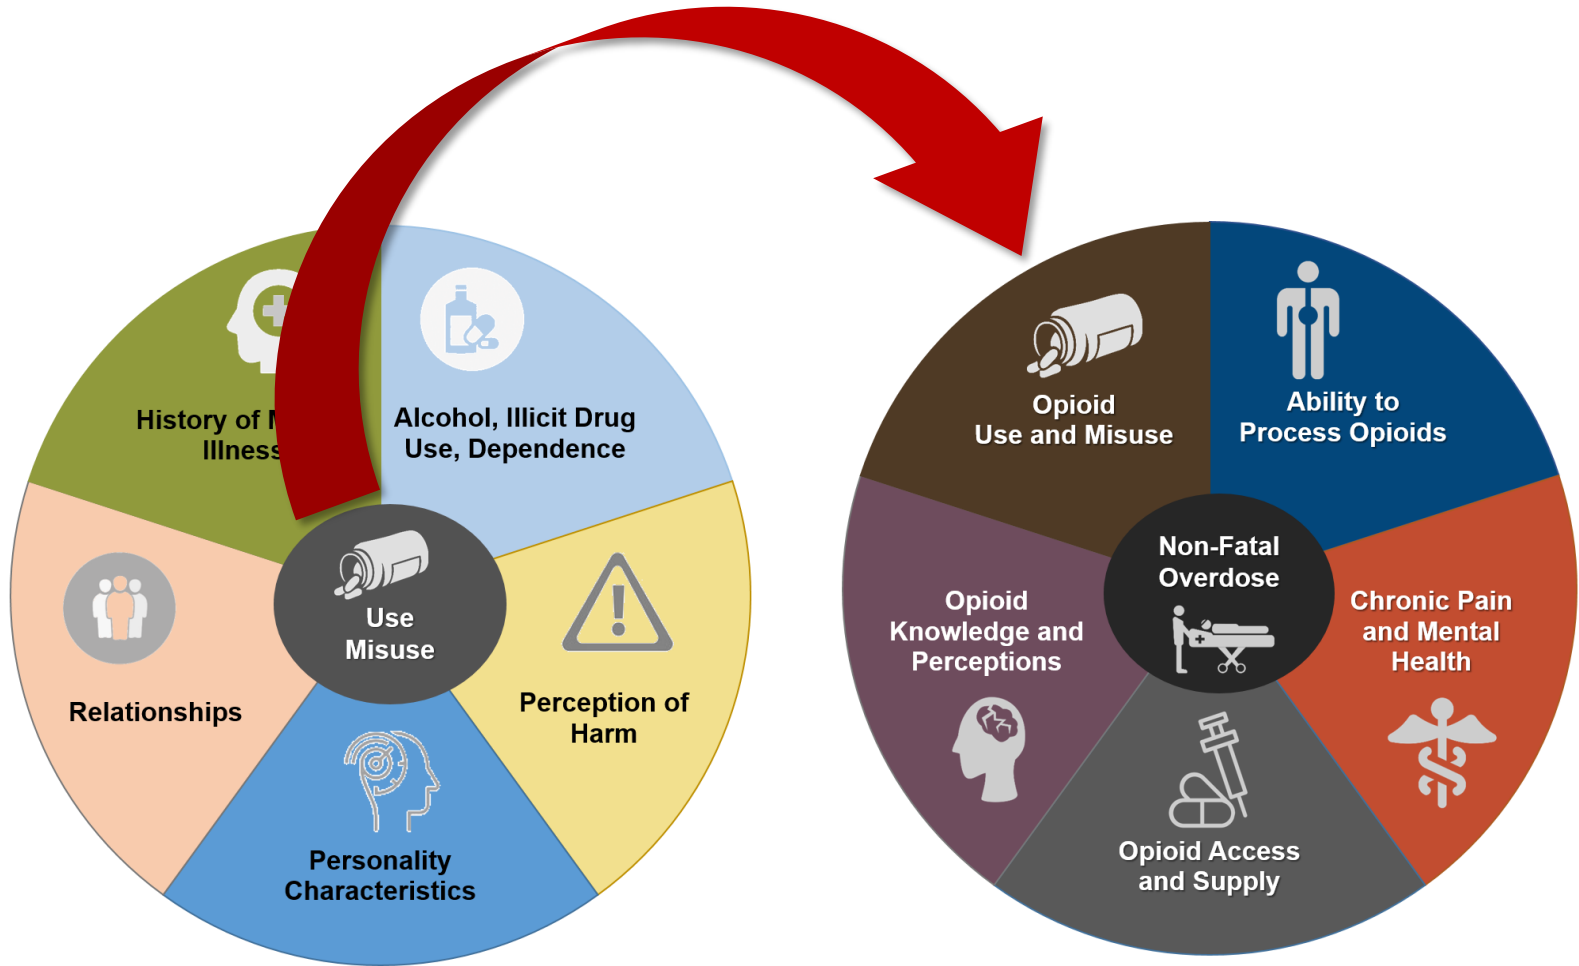 History of
Illness
Alcohol, Illicit Drug
Use, Dependence
Relationships
Use
Misuse
Perception of
Harm
Personality
Characteristics
Opioid
Use and Misuse
Ability to
Process Opioids
Non-Fatal
Overdose
Opioid
Knowledge and
Perceptions
Chronic Pain
and Mental
Health
Opioid Access
and Supply